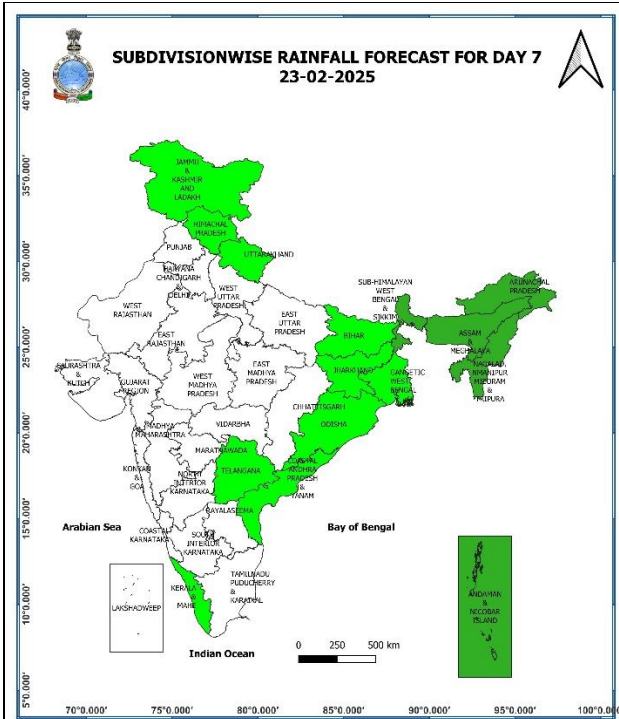 SUBDIVISIONWISE RAINFALL FORECAST FOR DAY 7
23-02-2025
40°0.000'
35°0.000'
30°0.000'
25°0.000'
20°0.000'
15°0.000'
10°0.000'
5°0.000'
JAMMU
&
KASHMIR
AND
LADAKH
HIMACHAL
PRADESH
PUNJAB
UTTARAKHAND
HARYANA
CHANDIGARH
&
DELHI
WEST
UTTAR
PRADESH
SUB-HIMALAYAN
WEST
BENGAL
&
SIKKIM
ARUNACHAL
PRADESH
WEST
RAJASTHAN
EAST
RAJASTHAN
EAST
UTTAR
PRADESH
BIHAR
ASSAM
&
MEGHALAYA
NAGALAD,
MANIPUR
MIZORAM
&
TRIPURA
SAURASHTRA
&
KUTCH
GUJARAT
REGION
WEST
MADHYA
PRADESH
EAST
MADHYA
PRADESH
JHARKHAND
GANGETIC
WEST
BENGAL
CHHATTISGARH
ODISHA
MADHYA
MAHARASHTRA
VIDARBHA
MARATHAWADA
KONKAN
&
GOA
NORTH
INTERIOR
KARNATAKA
TELANGANA
COASTAL
ANDHRA
PRADESH
&
YANAM
RAYALASEEMA
Arabian Sea
Bay of Bengal
COASTAL
KARNATAKA
SOUTH
INTERIOR
KARNATAKA
LAKSHADWEEP
KERALA
&
MAHE
TAMILNADU
PUDUCHERRY
&
KARAIKAL
ANDAMAN
&
NICOBAR
ISLAND
Indian Ocean
0 250 500 km
70°0.000' 75°0.000' 80°0.000' 85°0.000' 90°0.000' 95°0.000' 100°0.0